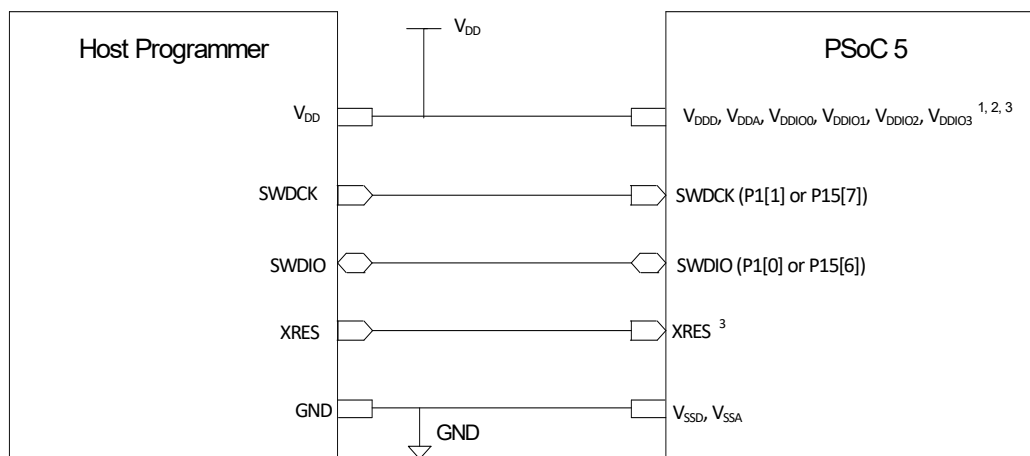 Host Programmer
V_DD
PSoC 5
V_DD
V_DDD, V_DDA, V_DDIO0, V_DDIO1, V_DDIO2, V_DDIO3 1, 2, 3
SWDCK
SWDCK (P1[1] or P15[7])
SWDIO
SWDIO (P1[0] or P15[6])
XRES
XRES 3
GND
GND
V_SSD, V_SSA